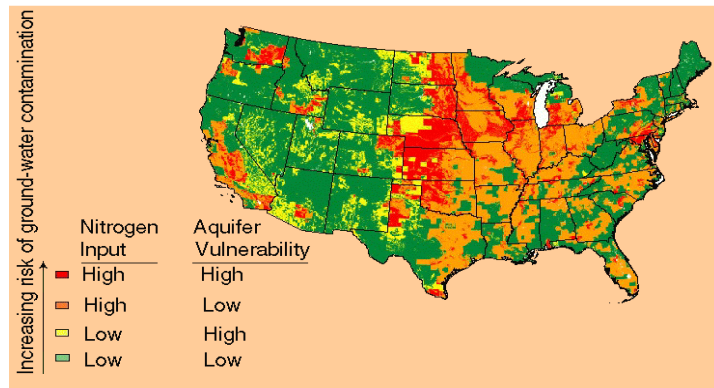 Increasing risk of ground-water contamination
Nitrogen Aquifer
Input Vulnerability
High High
High Low
Low High
Low Low